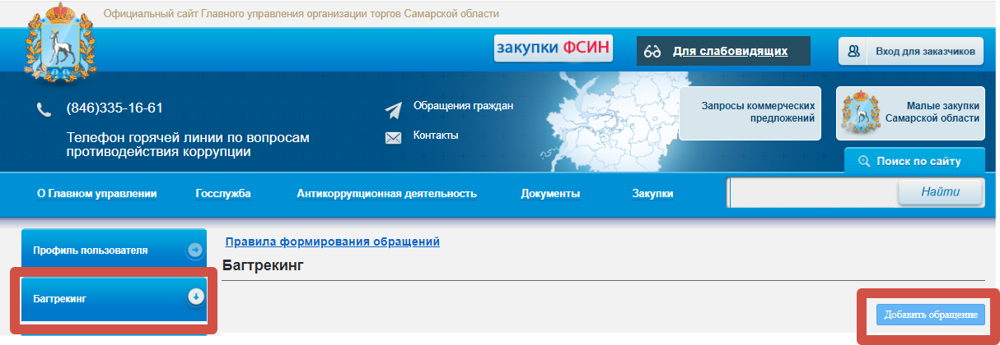 Официальный сайт Главного управления организации торгов Самарской области
закупки ФСИН
Для слабовидящих
Вход для заказчиков
(846)335-16-61
Телефон горячей линии по вопросам
противодействия коррупции
Обращения граждан
Контакты
Запросы коммерческих
предложений
Малые закупки
Самарской области
Поиск по сайту
О Главном управлении
Госслужба
Антикоррупционная деятельность
Документы
Закупки
Найти
Профиль пользователя
Багтрекинг
Правила формирования обращений
Багтрекинг
Добавить обращение